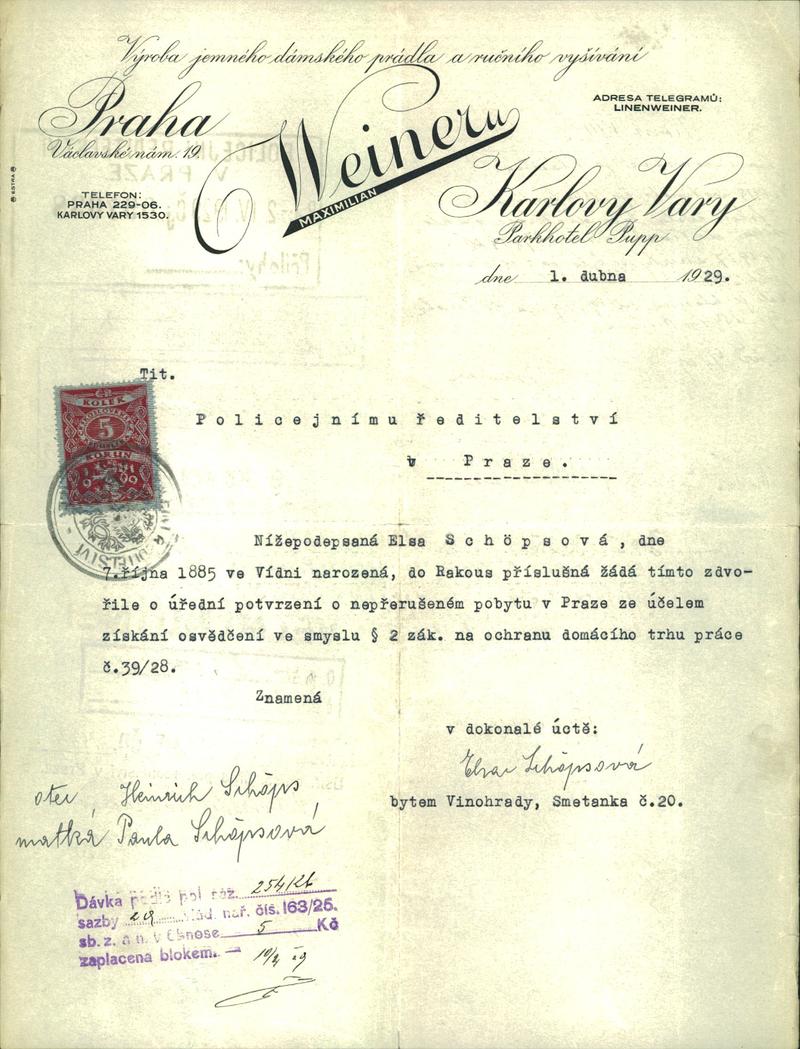 Výroba jemného dámského prádla a ručního vyšívání
Praha
Václavské nám. 19.
TELEFON:
PRAHA 229-06.
KARLOVY VARY 1530.
Weiner
MAXIMILIAN
ADRESA TELEGRAMŮ:
LINENWEINER.
Karlovy Vary
Parkhotel Pupp
dne 1. dubna 1929.
ESTRA
Tit.
KOLEK
5
KORUN
Policejnímu ředitelství
v Praze.
Nížepodepsaná Elsa Schöpsová, dne
7.října 1885 ve Vídni narozená, do Rakous příslušná žádá tímto zdvo-
řile o úřední potvrzení o nepřerušeném pobytu v Praze ze účelem
získání osvědčení ve smyslu § 2 zák. na ochranu domácího trhu práce
č.39/28.
Znamená
v dokonalé úctě:
Elsa Schöpsová
bytem Vinohrady, Smetanka č.20.
otec Heinrich Schöps
matka Paula Schöpsová
Dávka podle pol
sazby vlád. nař. čís. 163/25.
sb. z. a n. v obnose 5 Kč
zaplacena blokem. —